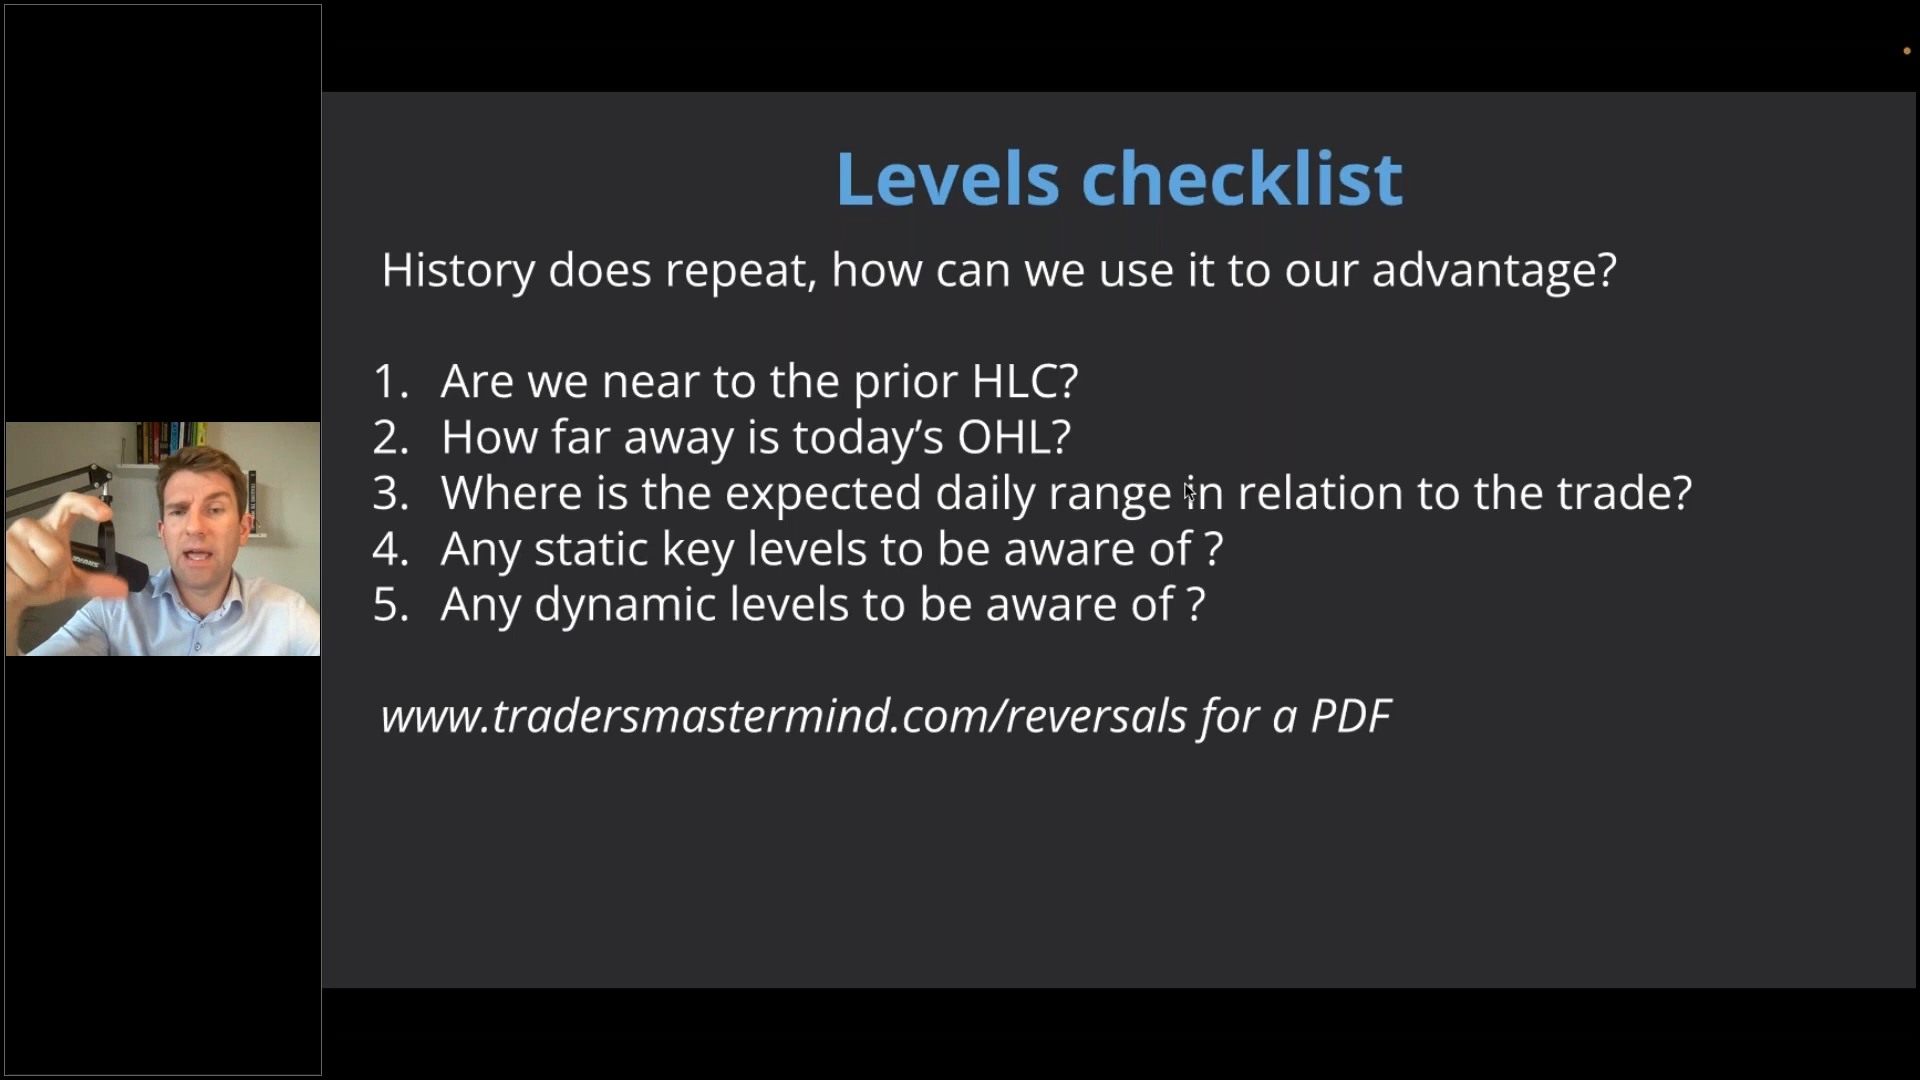 Levels checklist
History does repeat, how can we use it to our advantage?
1. Are we near to the prior HLC?
2. How far away is today’s OHL?
3. Where is the expected daily range in relation to the trade?
4. Any static key levels to be aware of ?
5. Any dynamic levels to be aware of ?
www.tradersmastermind.com/reversals for a PDF